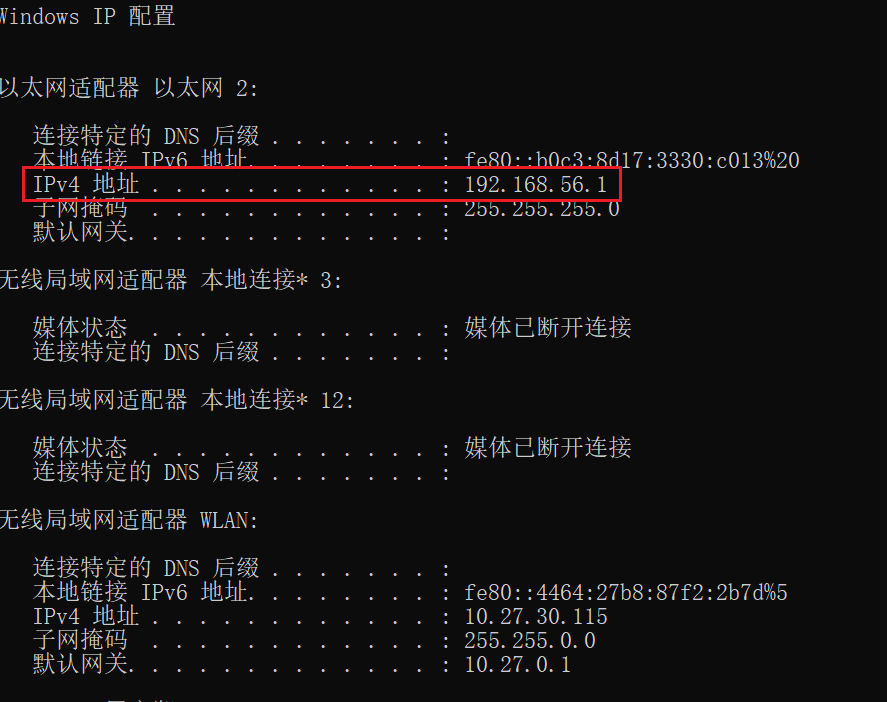 Windows IP 配置
以太网适配器 以太网 2:
连接特定的 DNS 后缀 . . . . . . . :
本地链接 IPv6 地址. . . . . . . . : fe80::b0c3:8d17:3330:c013%20
IPv4 地址 . . . . . . . . . . . . : 192.168.56.1
子网掩码 . . . . . . . . . . . . : 255.255.255.0
默认网关. . . . . . . . . . . . . :
无线局域网适配器 本地连接* 3:
媒体状态 . . . . . . . . . . . . : 媒体已断开连接
连接特定的 DNS 后缀 . . . . . . . :
无线局域网适配器 本地连接* 12:
媒体状态 . . . . . . . . . . . . : 媒体已断开连接
连接特定的 DNS 后缀 . . . . . . . :
无线局域网适配器 WLAN:
连接特定的 DNS 后缀 . . . . . . . :
本地链接 IPv6 地址. . . . . . . . : fe80::4464:27b8:87f2:2b7d%5
IPv4 地址 . . . . . . . . . . . . : 10.27.30.115
子网掩码 . . . . . . . . . . . . : 255.255.0.0
默认网关. . . . . . . . . . . . . : 10.27.0.1